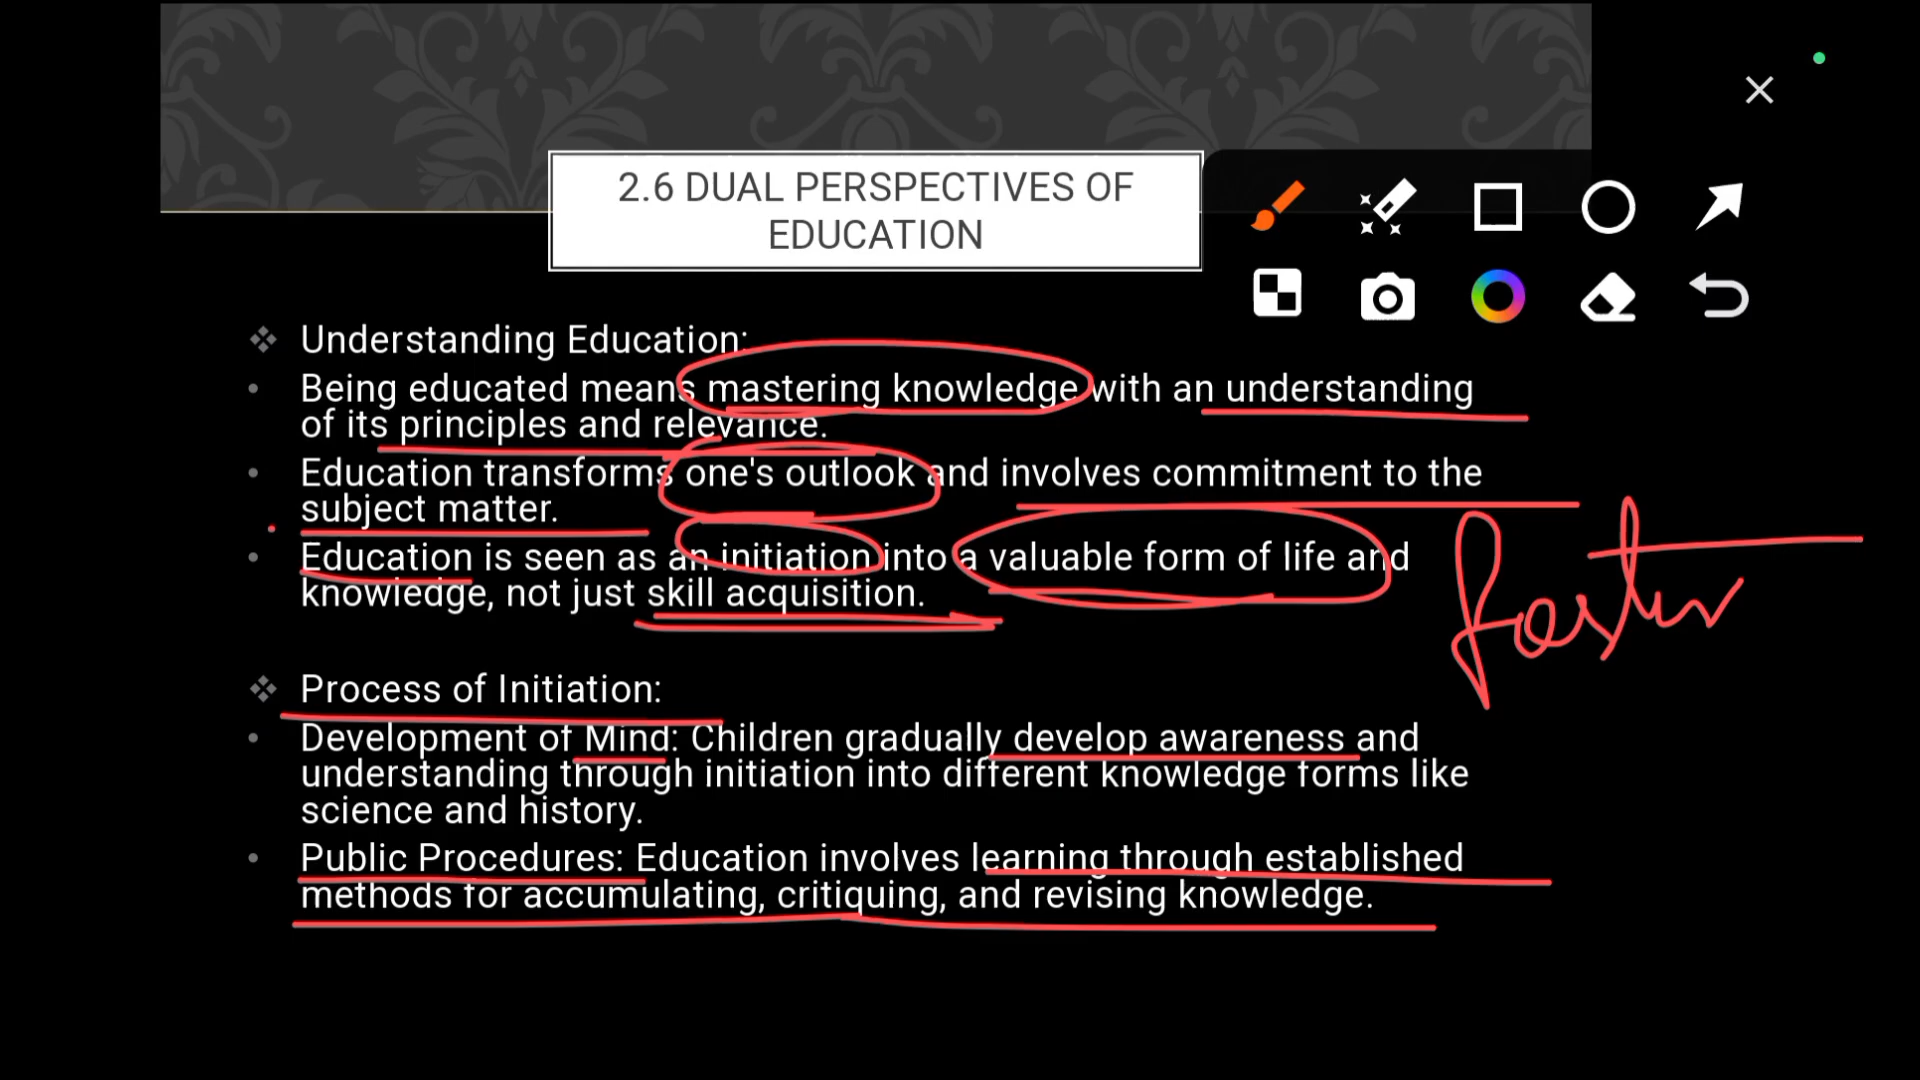 2.6 DUAL PERSPECTIVES OF
EDUCATION
Understanding Education:
Being educated means mastering knowledge with an understanding
of its principles and relevance.
Education transforms one's outlook and involves commitment to the
subject matter.
Education is seen as an initiation into a valuable form of life and
knowledge, not just skill acquisition.
Process of Initiation:
Development of Mind: Children gradually develop awareness and
understanding through initiation into different knowledge forms like
science and history.
Public Procedures: Education involves learning through established
methods for accumulating, critiquing, and revising knowledge.